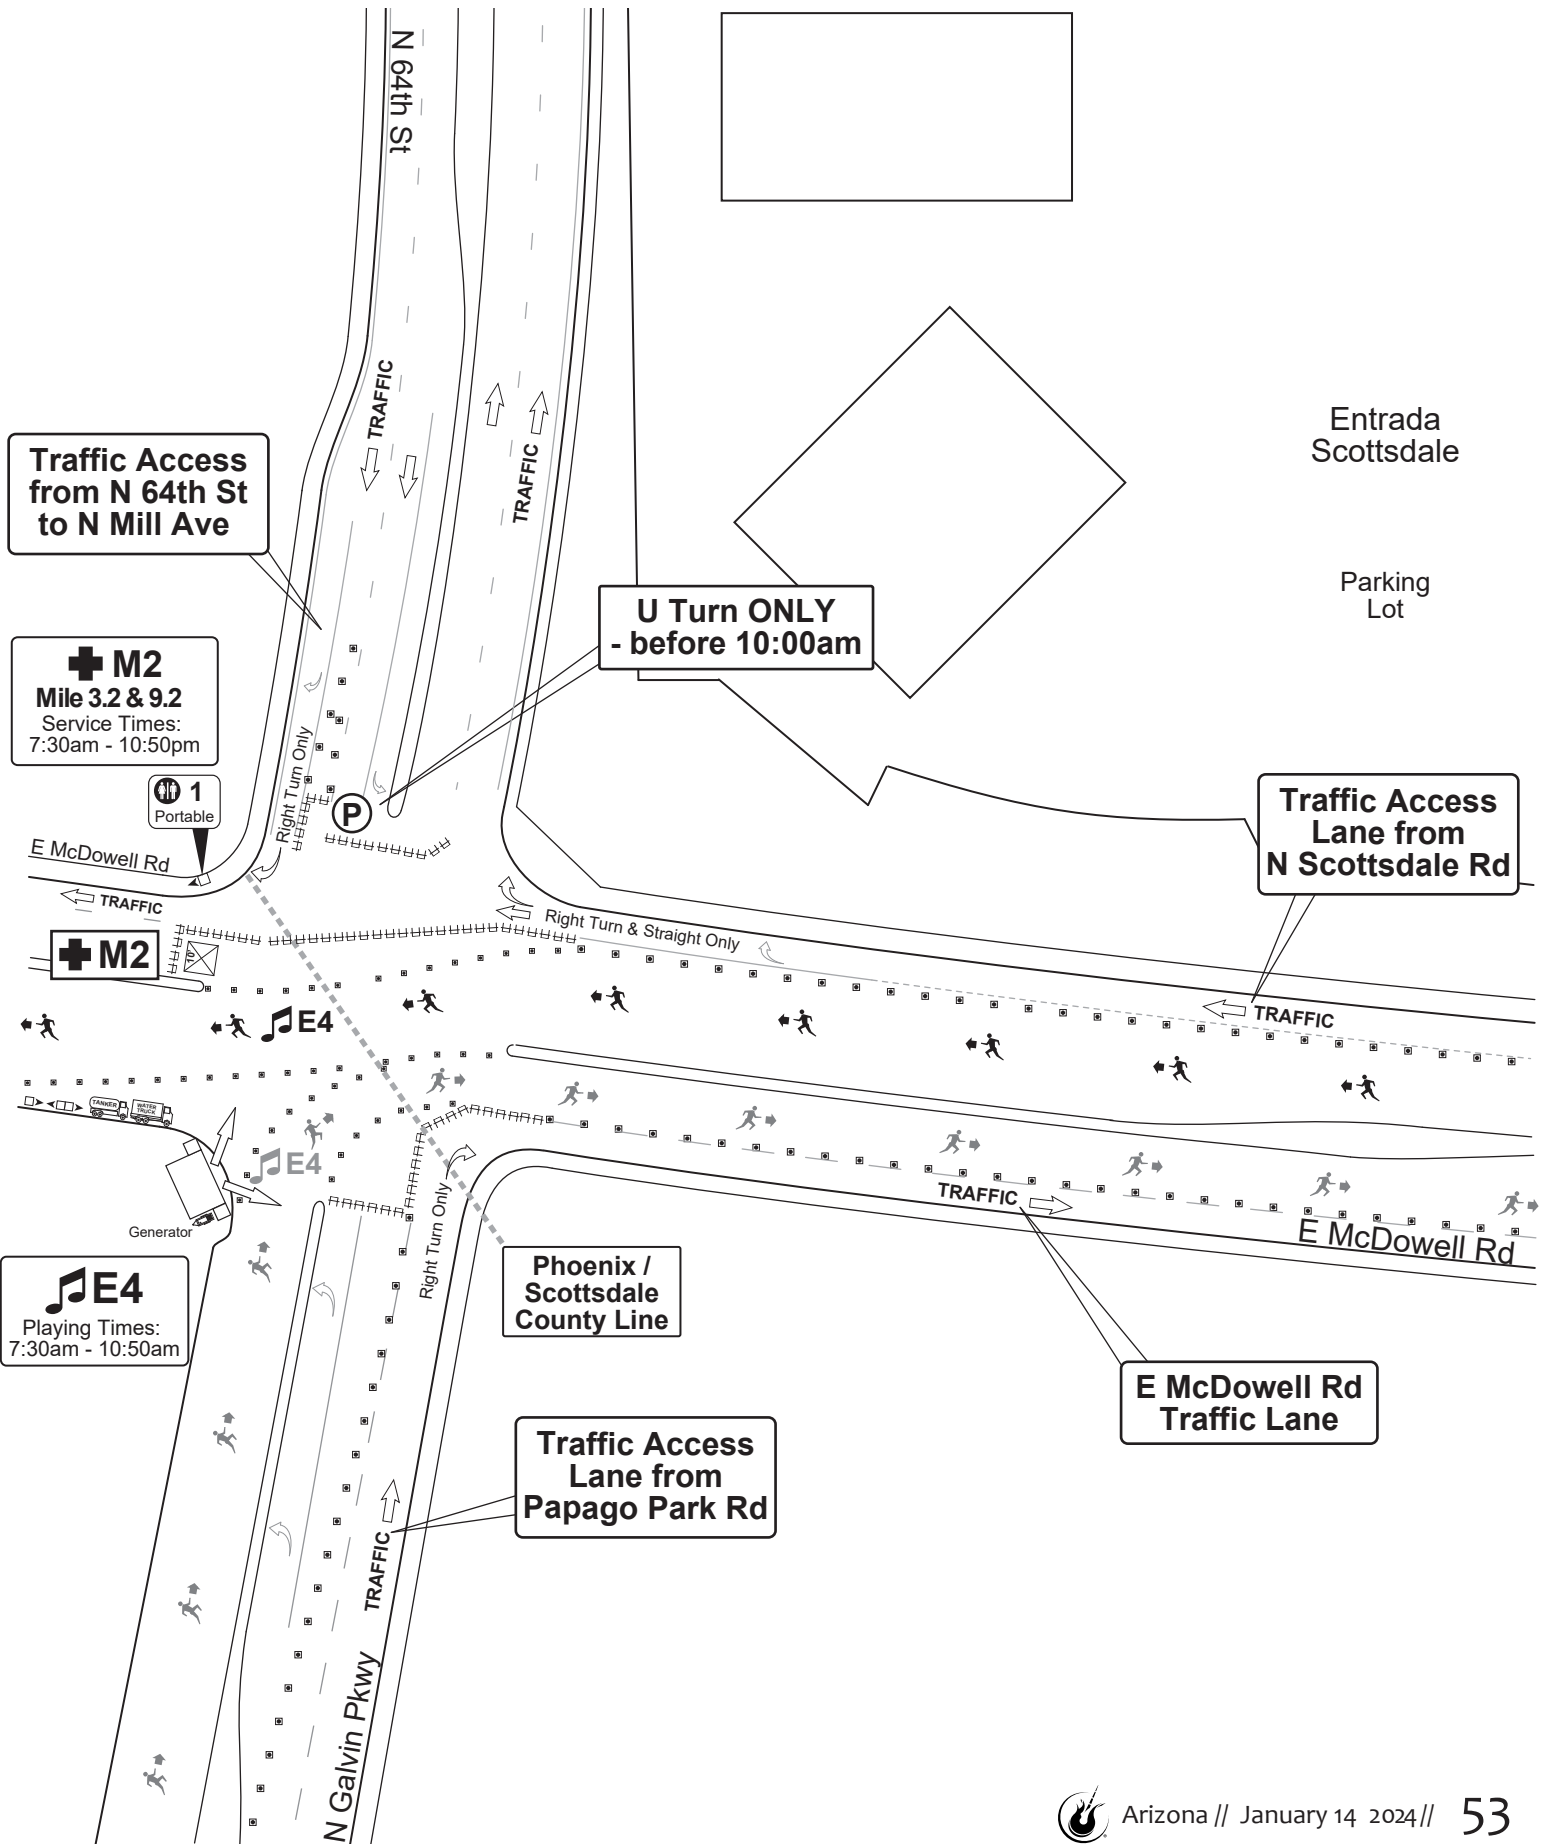 N 64th St
TRAFFIC
TRAFFIC
Entrada
Scottsdale
Traffic Access
from N 64th St
to N Mill Ave
Parking
Lot
U Turn ONLY
- before 10:00am
M2
Mile 3.2 & 9.2
Service Times:
7:30am - 10:50pm
Right Turn Only
1
Portable
P
Traffic Access
Lane from
N Scottsdale Rd
E McDowell Rd
TRAFFIC
Right Turn & Straight Only
M2
10'
TRAFFIC
E4
TANKER
WATER
TRUCK
E4
Right Turn Only
TRAFFIC
E McDowell Rd
Generator
Phoenix /
Scottsdale
County Line
E4
Playing Times:
7:30am - 10:50am
E McDowell Rd
Traffic Lane
Traffic Access
Lane from
Papago Park Rd
TRAFFIC
N Galvin Pkwy
Arizona // January 14 2024 // 53